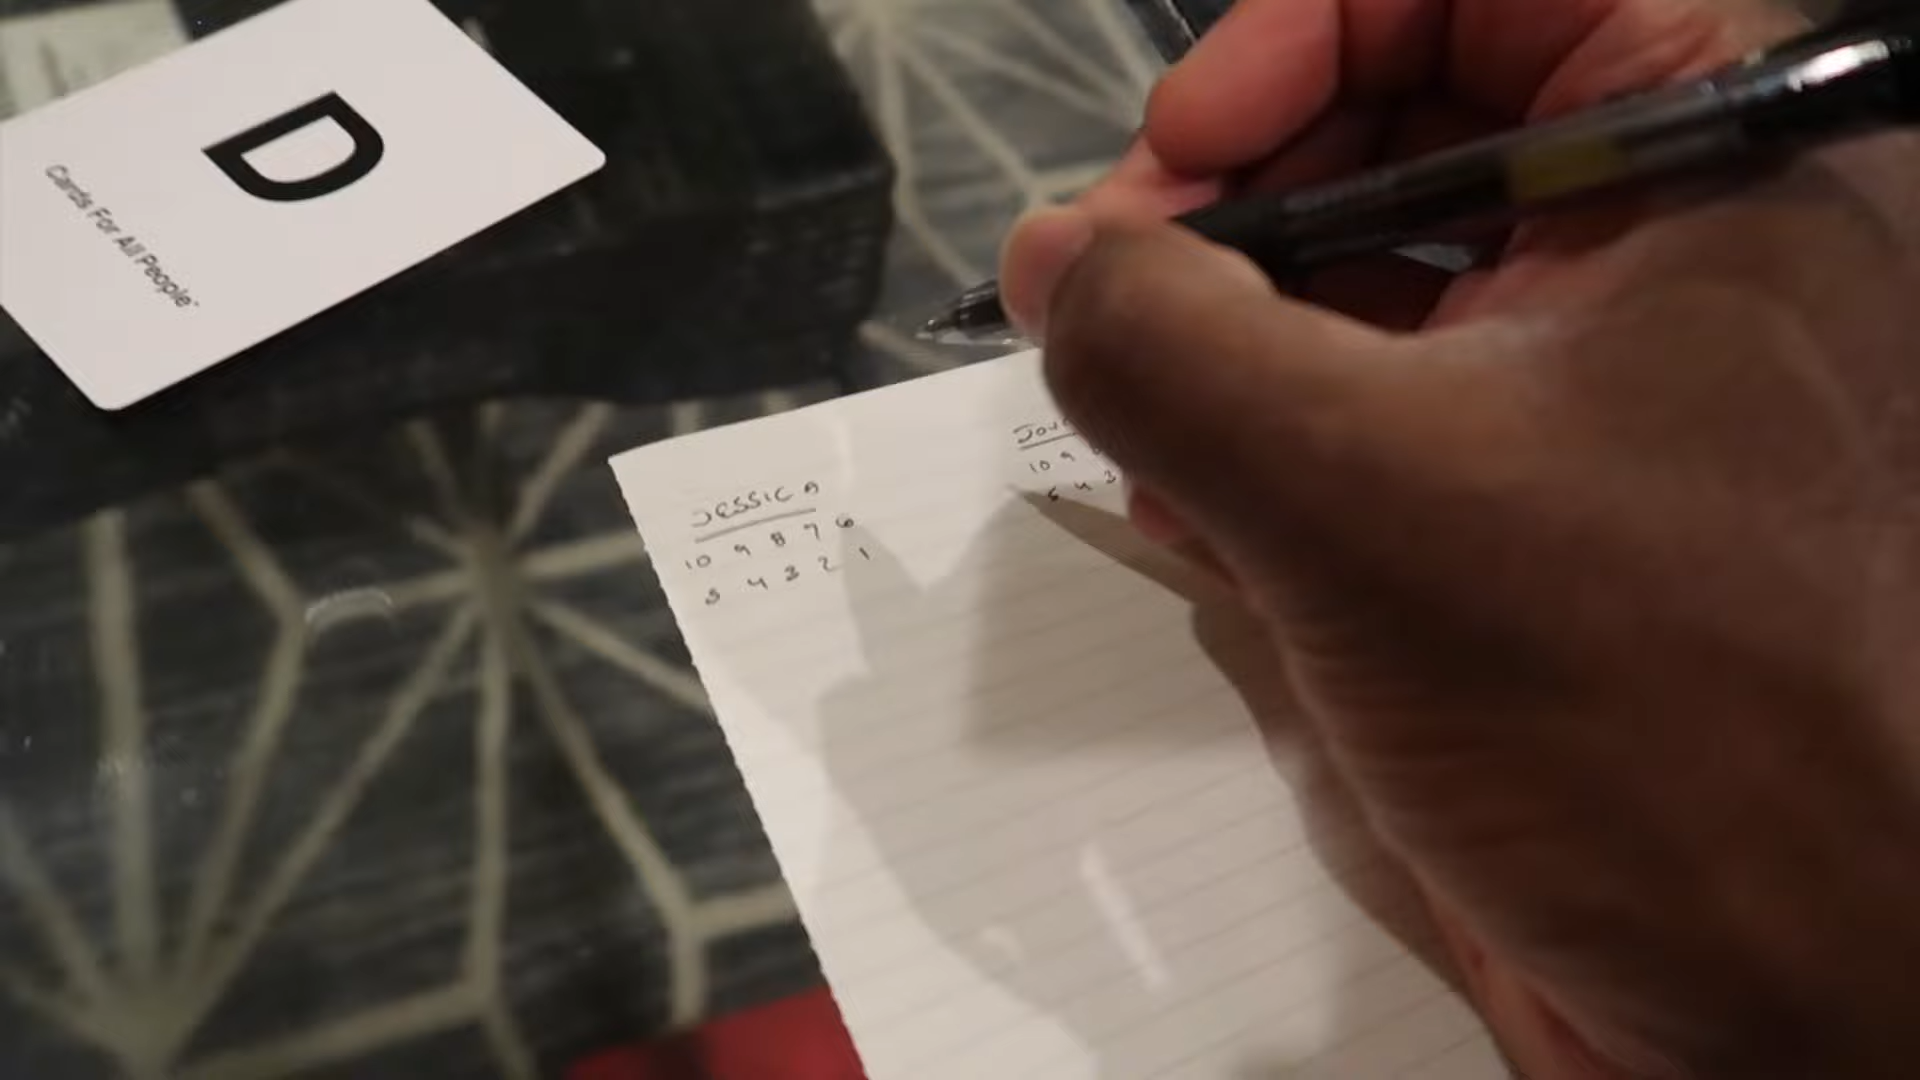 D
Cards For All People™
JESSICA
10 9 8 7 6
5 4 3 2 1
10 9
5 4 3